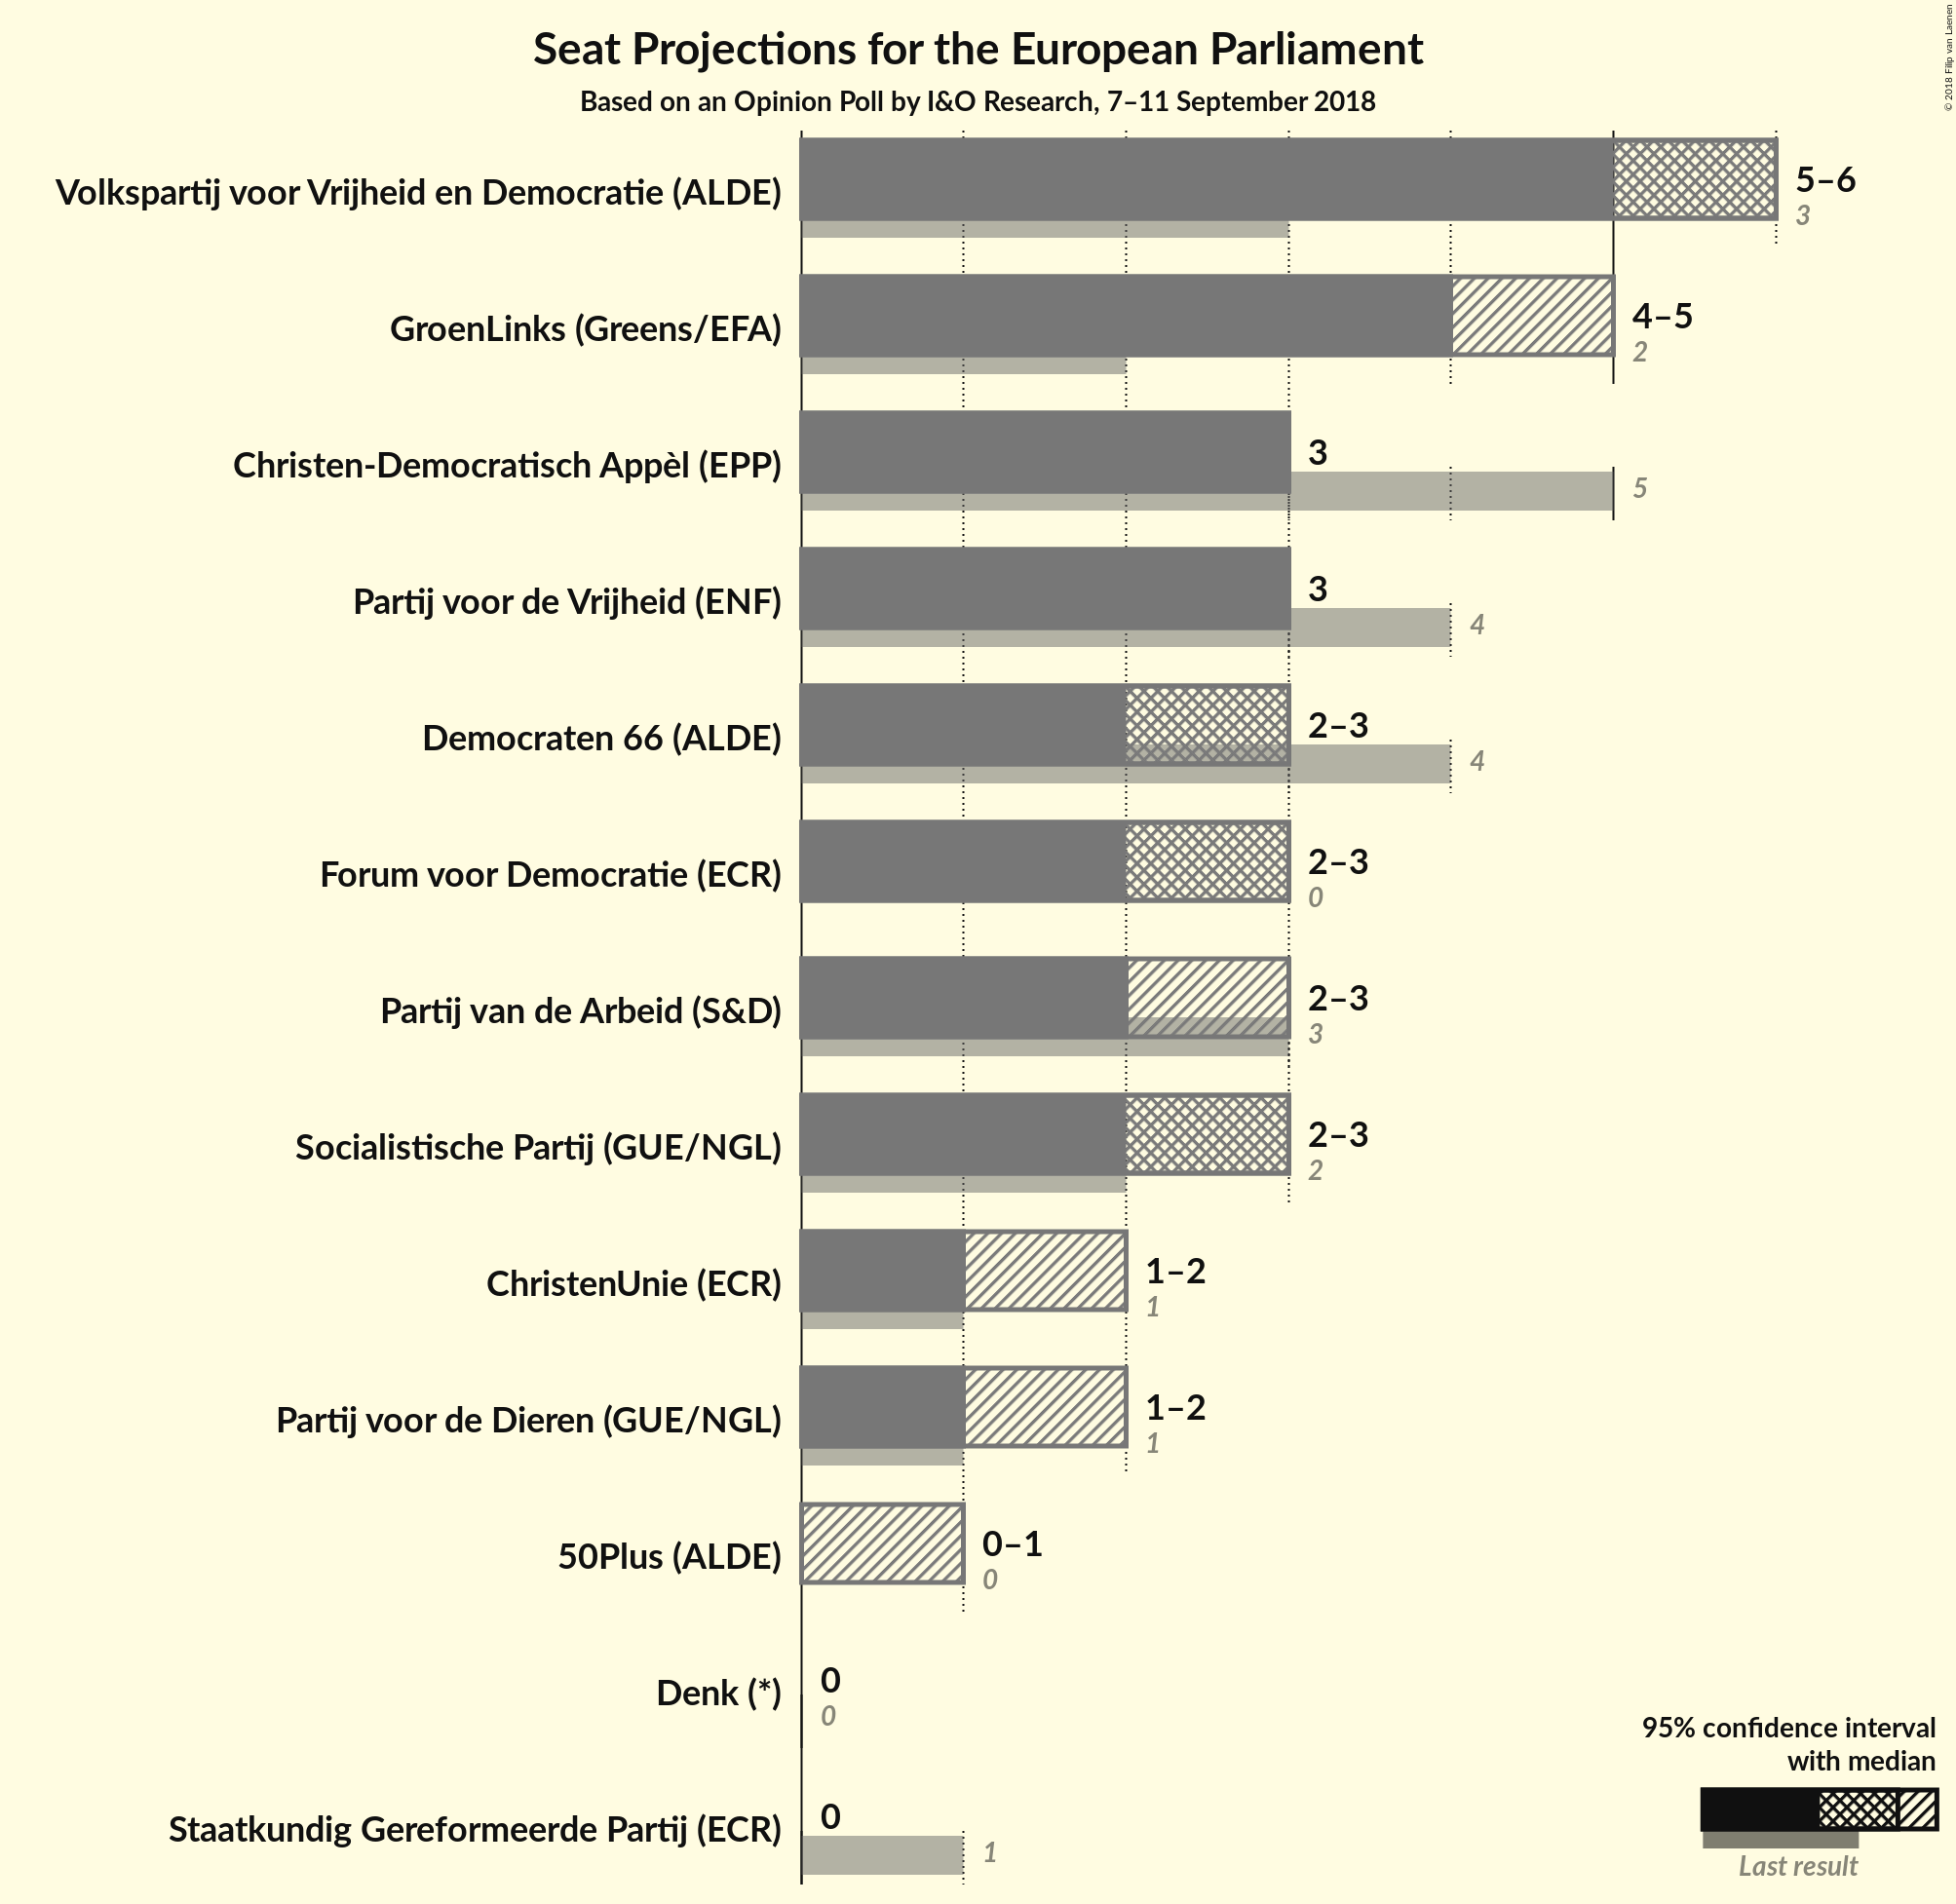 Seat Projections for the European Parliament
Based on an Opinion Poll by I&O Research, 7–11 September 2018
© 2018 Filip van Laenen
Volkspartij voor Vrijheid en Democratie (ALDE)
5–6
3
GroenLinks (Greens/EFA)
4–5
2
Christen-Democratisch Appèl (EPP)
3
5
Partij voor de Vrijheid (ENF)
3
4
Democraten 66 (ALDE)
2–3
4
Forum voor Democratie (ECR)
2–3
0
Partij van de Arbeid (S&D)
2–3
3
Socialistische Partij (GUE/NGL)
2–3
2
ChristenUnie (ECR)
1–2
1
Partij voor de Dieren (GUE/NGL)
1–2
1
50Plus (ALDE)
0–1
0
Denk (*)
0
0
Staatkundig Gereformeerde Partij (ECR)
0
1
95% confidence interval
with median
Last result